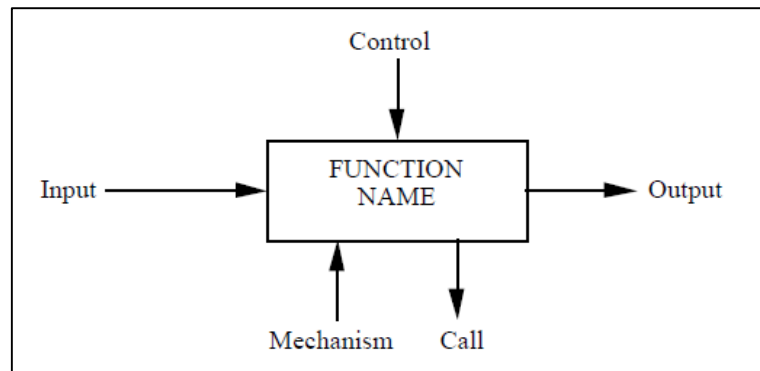 Control
FUNCTION
NAME
Input
Output
Mechanism
Call